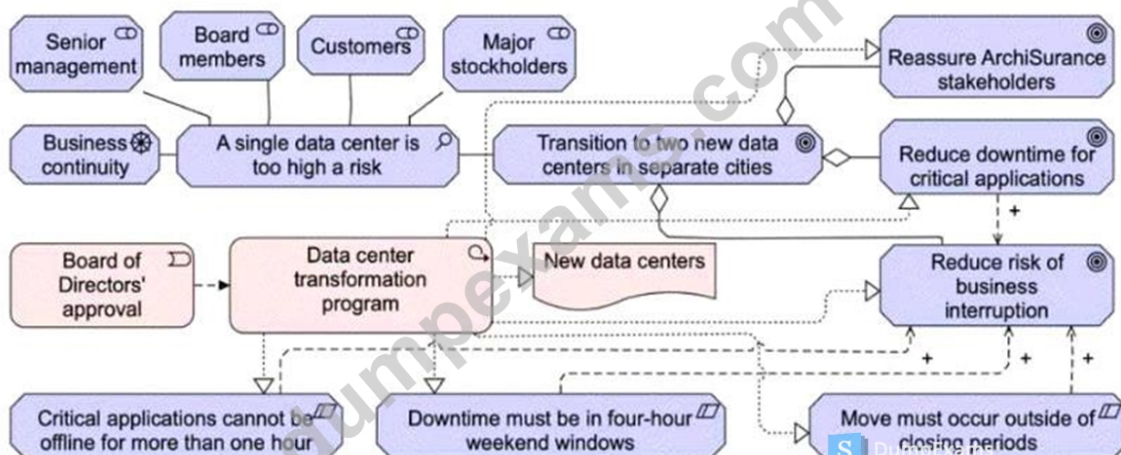 Senior
management
Board
members
Customers
Major
stockholders
Reassure ArchiSurance
stakeholders
Business
continuity
A single data center is
too high a risk
Transition to two new data
centers in separate cities
Reduce downtime for
critical applications
+
Board of
Directors'
approval
Data center
transformation
program
New data centers
Reduce risk of
business
interruption
+
+
+
Critical applications cannot be
offline for more than one hour
Downtime must be in four-hour
weekend windows
Move must occur outside of
closing periods
dumpexams.com
S DumpExams